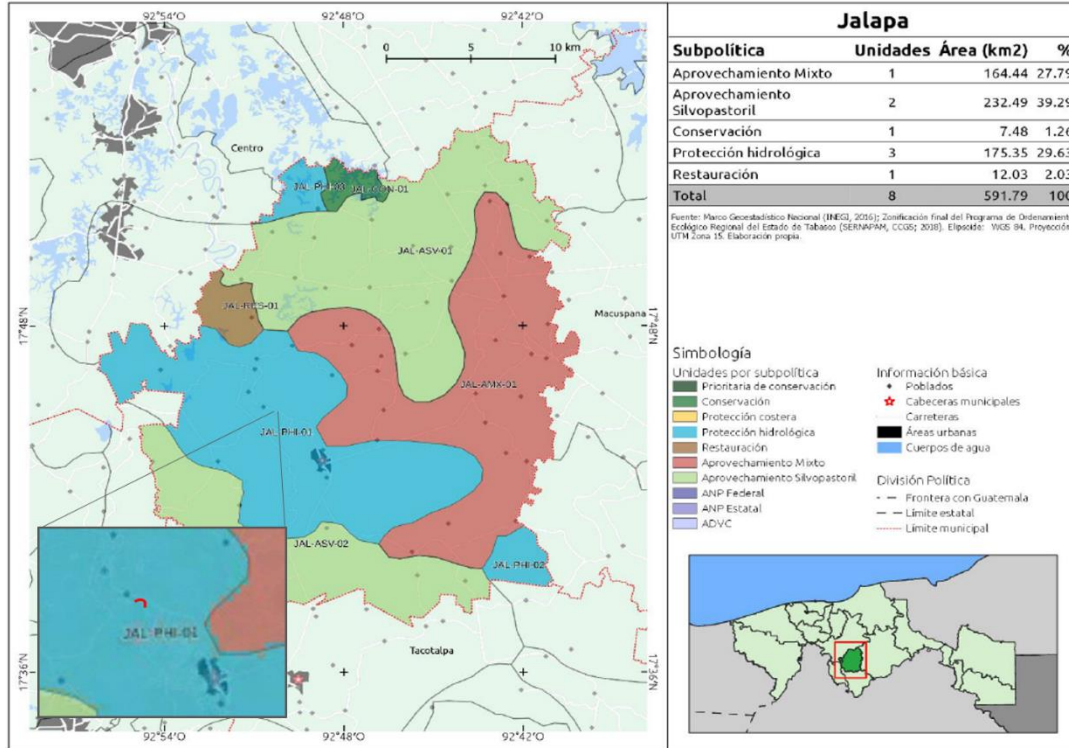 92°54'O 92°48'O 92°42'O
0 5 10 km
Centro
JAL-PHI-03
JAL-CON-01
JAL-ASV-01
JAL-RES-01
17°48'N 17°48'N
Macuspana
JAL-AMX-01
JAL-PHI-01
JAL-ASV-02
JAL-PHI-02
JAL-PHI-01
Tacotalpa
17°36'N 17°36'N
92°54'O 92°48'O 92°42'O
Jalapa
Subpolítica Unidades Área (km2) %
Aprovechamiento Mixto 1 164.44 27.79
Aprovechamiento
Silvopastoril 2 232.49 39.29
Conservación 1 7.48 1.26
Protección hidrológica 3 175.35 29.63
Restauración 1 12.03 2.03
Total 8 591.79 100
Fuente: Marco Geoestadístico Nacional (INEGI, 2016); Zonificación final del Programa de Ordenamiento
Ecológico Regional del Estado de Tabasco (SERNAPAM, CCGS; 2018). Elipsoide: WGS 84. Proyección
UTM Zona 15. Elaboración propia.
Simbología
Unidades por subpolítica
Prioritaria de conservación
Conservación
Protección costera
Protección hidrológica
Restauración
Aprovechamiento Mixto
Aprovechamiento Silvopastoril
ANP Federal
ANP Estatal
ADVC
Información básica
Poblados
Cabeceras municipales
Carreteras
Áreas urbanas
Cuerpos de agua
División Política
Frontera con Guatemala
Límite estatal
Límite municipal